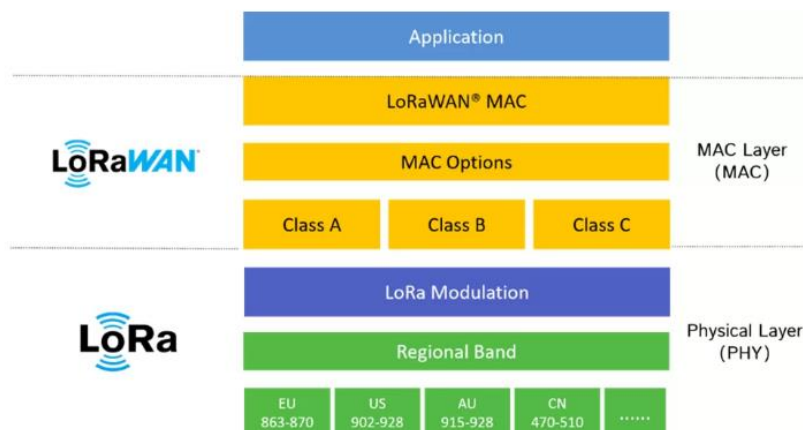 Application
LoRaWAN® MAC
LoRaWAN®
MAC Options
MAC Layer
(MAC)
Class A
Class B
Class C
LoRa Modulation
LoRa
Regional Band
Physical Layer
(PHY)
EU
863-870
US
902-928
AU
915-928
CN
470-510
......